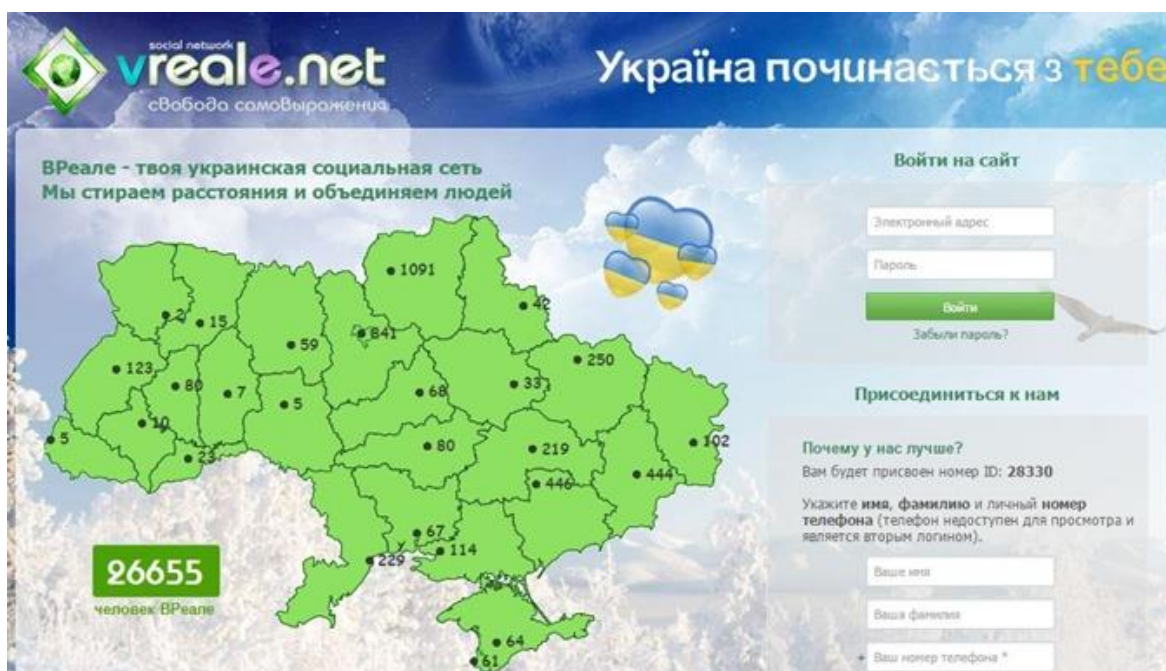 social network
vreale.net
свобода самовыражения
Україна починається з тебе
ВРеале - твоя украинская социальная сеть
Мы стираем расстояния и объединяем людей
1091
42
2
15
841
59
250
123
80
7
5
68
33
10
5
23
80
219
102
446
444
67
114
229
64
61
26655
человек ВРеале
Войти на сайт
Электронный адрес
Пароль
Войти
Забыли пароль?
Присоединиться к нам
Почему у нас лучше?
Вам будет присвоен номер ID: 28330
Укажите имя, фамилию и личный номер
телефона (телефон недоступен для просмотра и
является вторым логином).
Ваше имя
Ваша фамилия
+ Ваш номер телефона *